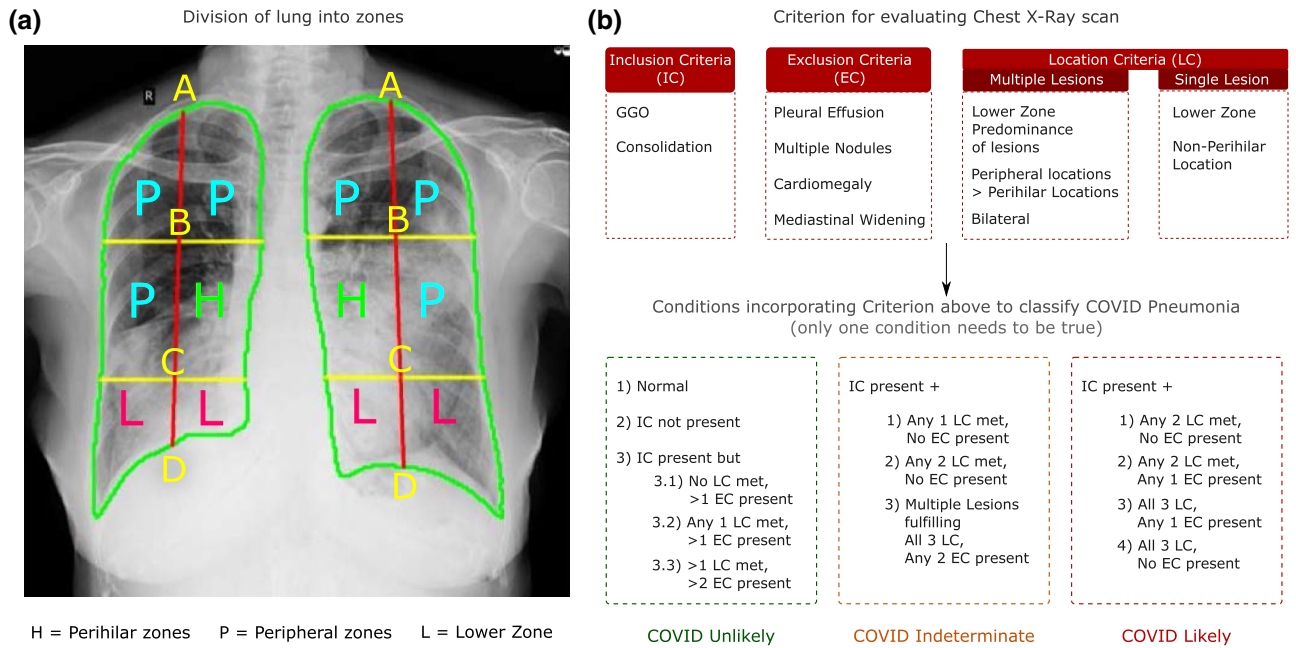 (a)
Division of lung into zones
R
A
A
P
P
P
P
B
B
P
H
H
P
C
C
L
L
L
L
D
D
H = Perihilar zones
P = Peripheral zones
L = Lower Zone
(b)
Criterion for evaluating Chest X-Ray scan
Inclusion Criteria
(IC)
GGO
Consolidation
Exclusion Criteria
(EC)
Pleural Effusion
Multiple Nodules
Cardiomegaly
Mediastinal Widening
Location Criteria (LC)
Multiple Lesions
Lower Zone
Predominance
of lesions
Peripheral locations
> Perihilar Locations
Bilateral
Single Lesion
Lower Zone
Non-Perihilar
Location
Conditions incorporating Criterion above to classify COVID Pneumonia
(only one condition needs to be true)
1) Normal
2) IC not present
3) IC present but
3.1) No LC met,
>1 EC present
3.2) Any 1 LC met,
>1 EC present
3.3) >1 LC met,
>2 EC present
COVID Unlikely
IC present +
1) Any 1 LC met,
No EC present
2) Any 2 LC met,
No EC present
3) Multiple Lesions
fulfilling
All 3 LC,
Any 2 EC present
COVID Indeterminate
IC present +
1) Any 2 LC met,
No EC present
2) Any 2 LC met,
Any 1 EC present
3) All 3 LC,
Any 1 EC present
4) All 3 LC,
No EC present
COVID Likely